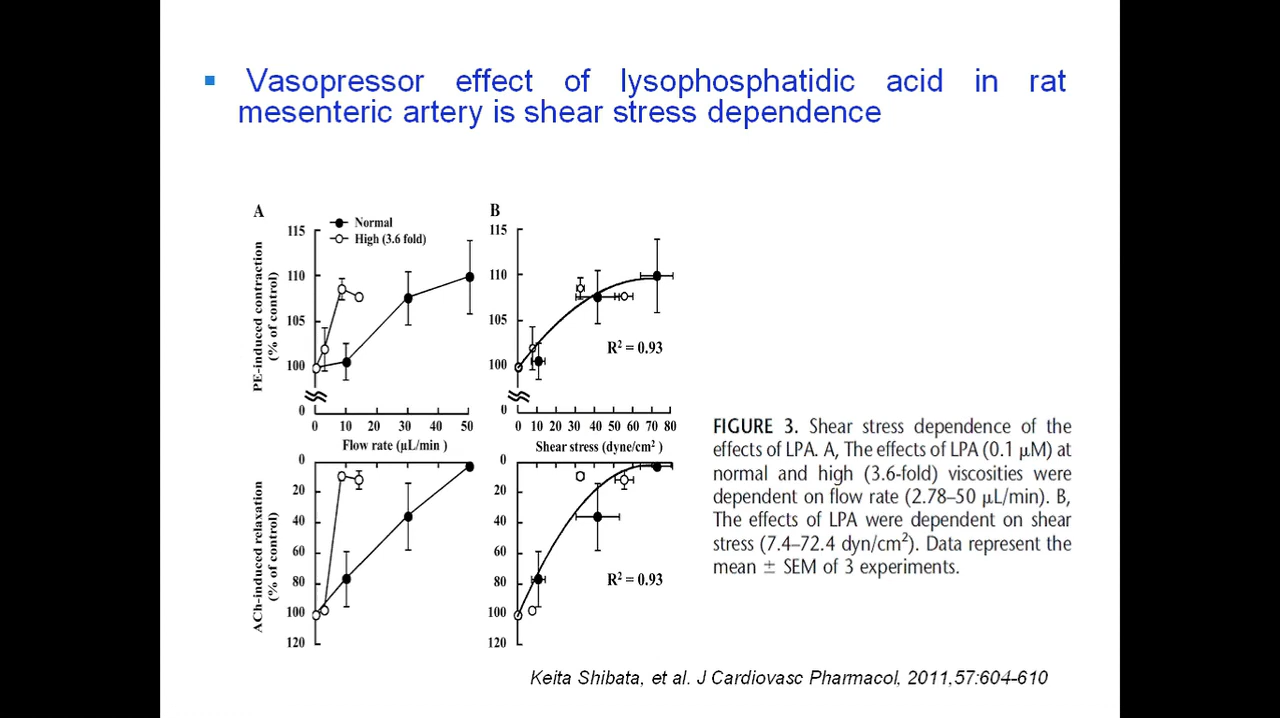 Vasopressor effect of lysophosphatidic acid in rat
mesenteric artery is shear stress dependence
A
Normal
High (3.6 fold)
PE-induced contraction
(% of control)
115
110
105
100
0
0 10 20 30 40 50
Flow rate (µL/min)
B
115
110
105
100
0
R² = 0.93
0 10 20 30 40 50 60 70 80
Shear stress (dyne/cm²)
ACh-induced relaxation
(% of control)
0
20
40
60
80
100
120
0
20
40
60
80
100
120
R² = 0.93
FIGURE 3. Shear stress dependence of the
effects of LPA. A, The effects of LPA (0.1 µM) at
normal and high (3.6-fold) viscosities were
dependent on flow rate (2.78–50 µL/min). B,
The effects of LPA were dependent on shear
stress (7.4–72.4 dyn/cm²). Data represent the
mean ± SEM of 3 experiments.
Keita Shibata, et al. J Cardiovasc Pharmacol, 2011,57:604-610